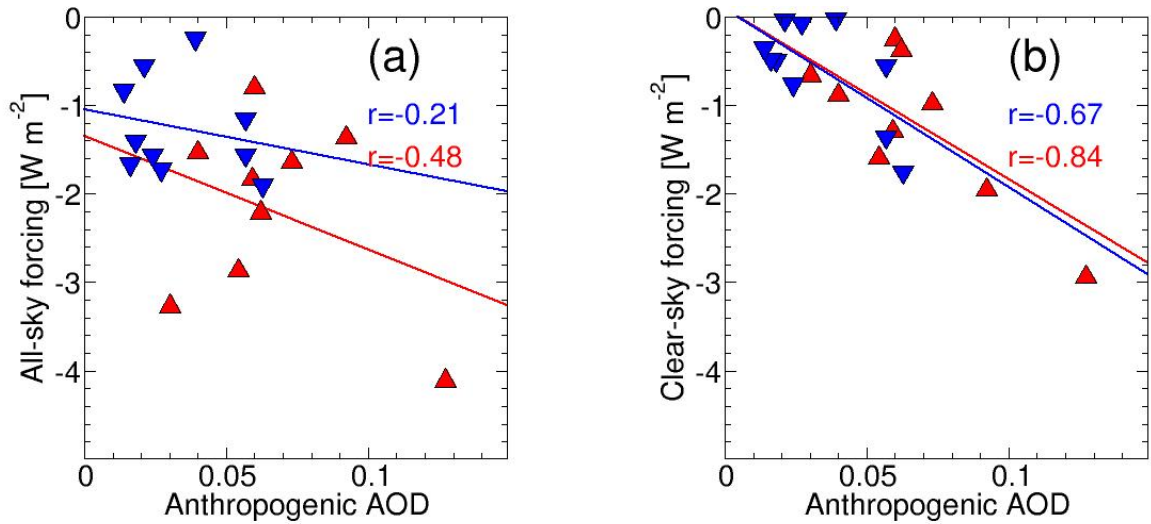 (a)
r=-0.21
r=-0.48
All-sky forcing [W m-2]
0
-1
-2
-3
-4
0
0.05
0.1
Anthropogenic AOD
(b)
r=-0.67
r=-0.84
Clear-sky forcing [W m-2]
0
-1
-2
-3
-4
0
0.05
0.1
Anthropogenic AOD